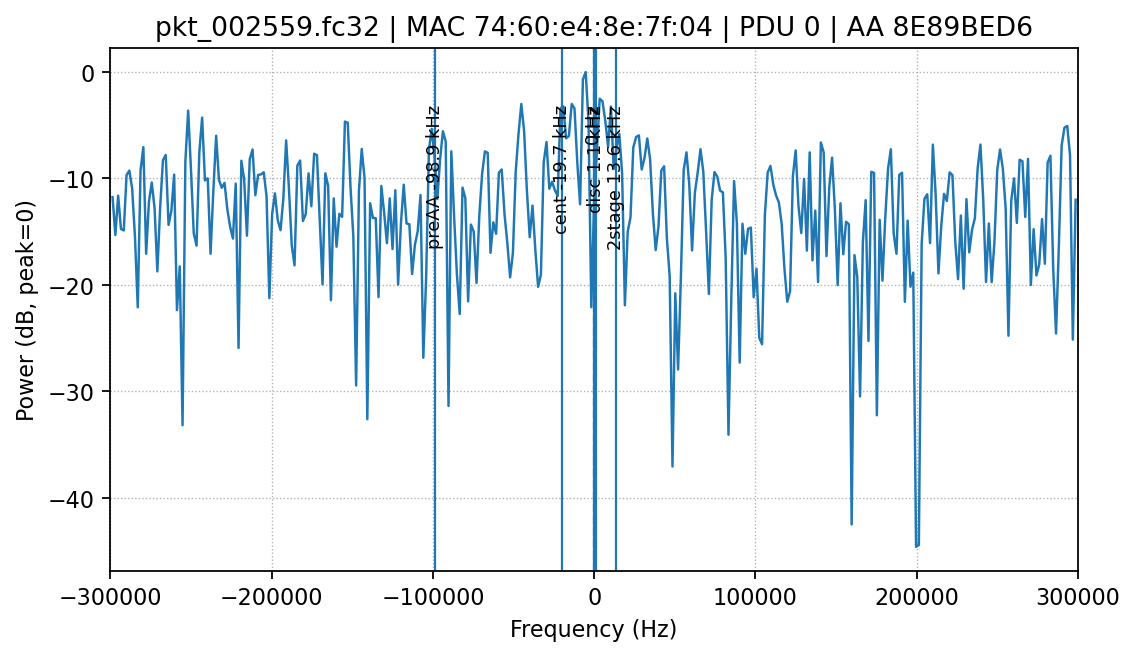 pkt_002559.fc32 | MAC 74:60:e4:8e:7f:04 | PDU 0 | AA 8E89BED6
Power (dB, peak=0)
0
−10
−20
−30
−40
preAA -98.9 kHz
cent -19.7 kHz
disc 1.1 kHz
2stage 13.6 kHz
−300000
−200000
−100000
0
100000
200000
300000
Frequency (Hz)